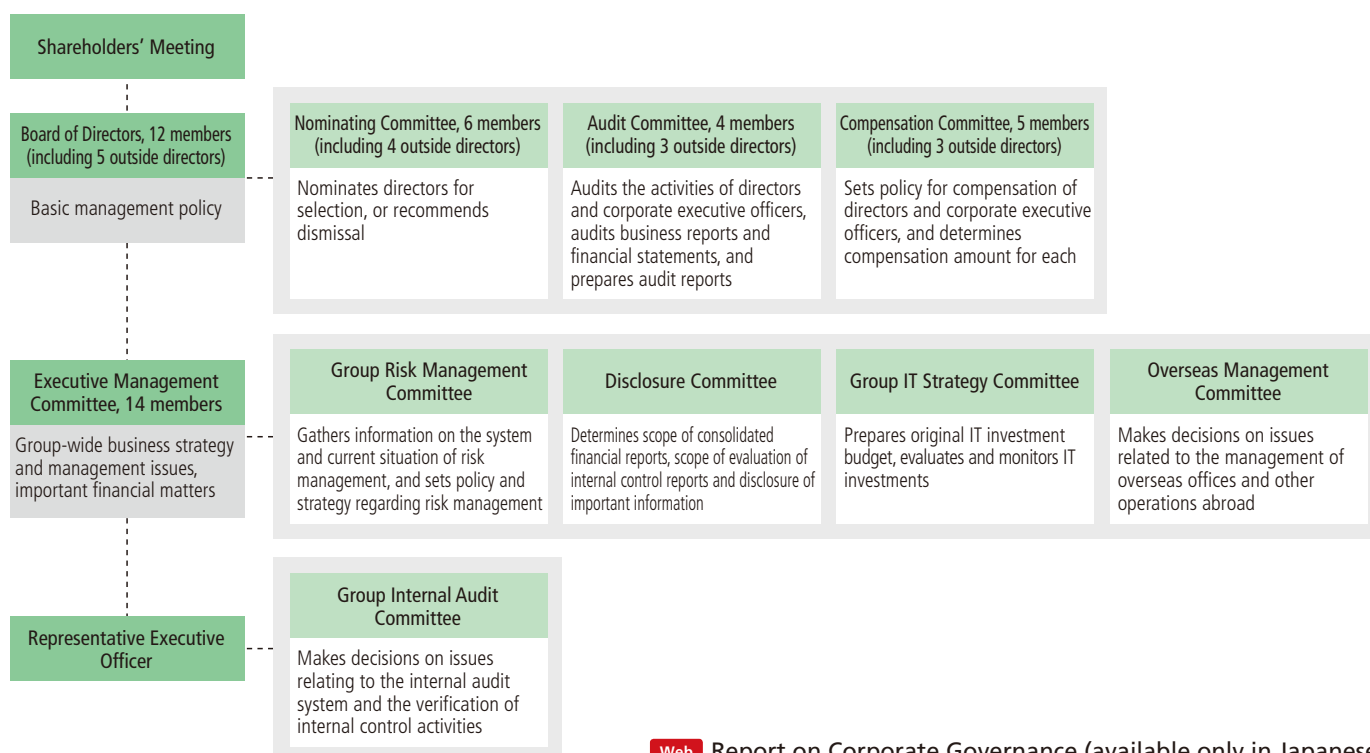 Shareholders' Meeting
Board of Directors, 12 members
(including 5 outside directors)
Basic management policy
Nominating Committee, 6 members
(including 4 outside directors)
Nominates directors for
selection, or recommends
dismissal
Audit Committee, 4 members
(including 3 outside directors)
Audits the activities of directors
and corporate executive officers,
audits business reports and
financial statements, and
prepares audit reports
Compensation Committee, 5 members
(including 3 outside directors)
Sets policy for compensation of
directors and corporate executive
officers, and determines
compensation amount for each
Executive Management
Committee, 14 members
Group-wide business strategy
and management issues,
important financial matters
Group Risk Management
Committee
Gathers information on the system
and current situation of risk
management, and sets policy and
strategy regarding risk management
Disclosure Committee
Determines scope of consolidated
financial reports, scope of evaluation of
internal control reports and disclosure of
important information
Group IT Strategy Committee
Prepares original IT investment
budget, evaluates and monitors IT
investments
Overseas Management
Committee
Makes decisions on issues
related to the management of
overseas offices and other
operations abroad
Representative Executive
Officer
Group Internal Audit
Committee
Makes decisions on issues
relating to the internal audit
system and the verification of
internal control activities
Web Report on Corporate Governance (available only in Japanese